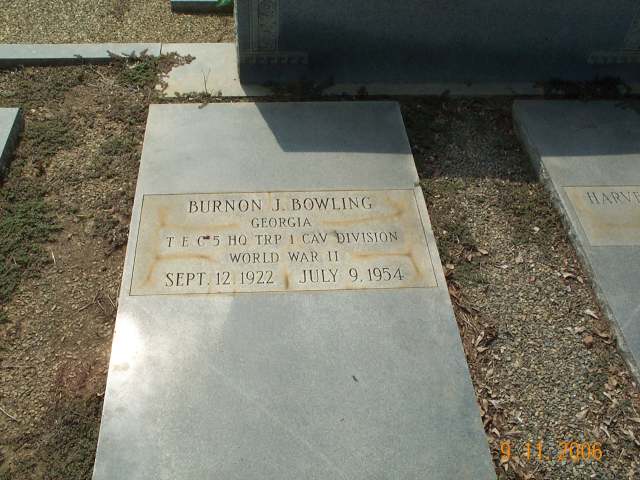 BURNON J. BOWLING
GEORGIA
T E C 5 HQ TRP 1 CAV DIVISION
WORLD WAR II
SEPT. 12, 1922 JULY 9, 1954
9 11 2006